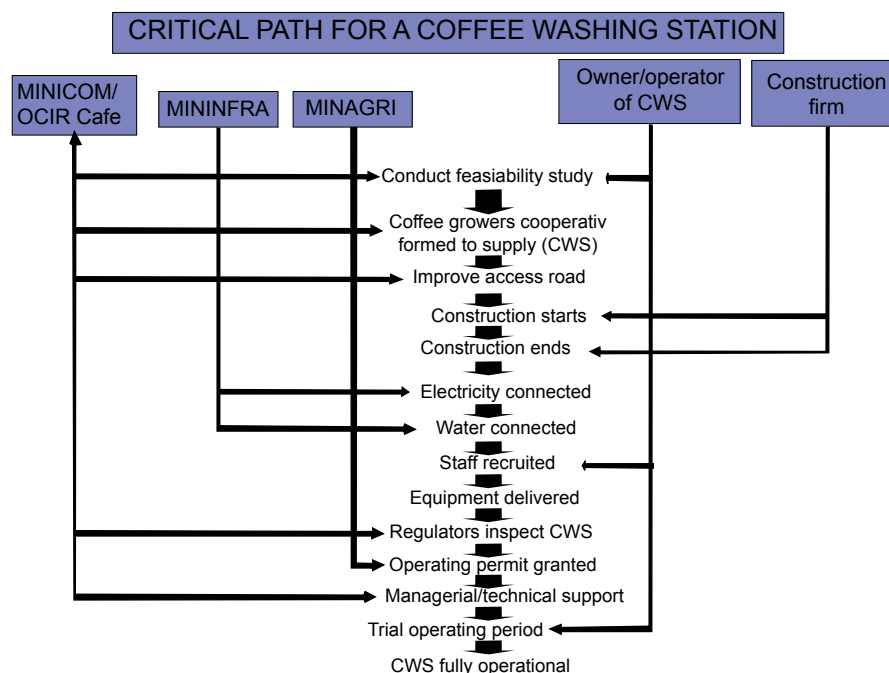 CRITICAL PATH FOR A COFFEE WASHING STATION
MINICOM/
OCIR Cafe
MININFRA
MINAGRI
Owner/operator
of CWS
Construction
firm
Conduct feasiability study
Coffee growers cooperativ
formed to supply (CWS)
Improve access road
Construction starts
Construction ends
Electricity connected
Water connected
Staff recruited
Equipment delivered
Regulators inspect CWS
Operating permit granted
Managerial/technical support
Trial operating period
CWS fully operational